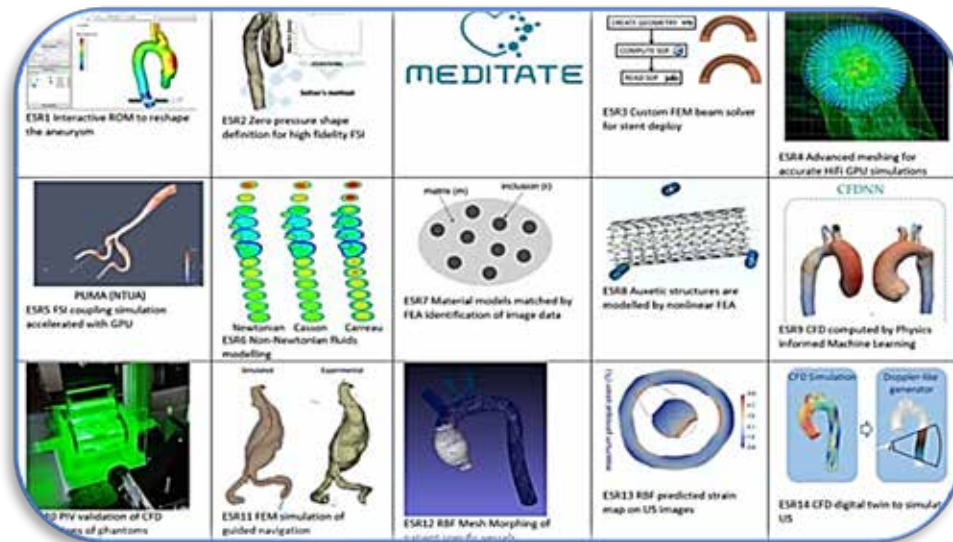 ESR1 Interactive ROM to reshape
the aneurysm
Salter's method
ESR2 Zero pressure shape
definition for high fidelity FSI
MEDITATE
CREATE GEOMETRY
COMPUTE SDF
READ SDF
ESR3 Custom FEM beam solver
for stent deploy
ESR4 Advanced meshing for
accurate HiFi GPU simulations
PUMA (NTUA)
ESR5 FSI coupling simulation
accelerated with GPU
Newtonian Casson Carreau
ESR6 Non-Newtonian fluids
modelling
matrix (m)
inclusion (c)
ESR7 Material models matched by
FEA identification of image data
ESR8 Auxetic structures are
modelled by nonlinear FEA
CFDNN
ESR9 CFD computed by Physics
Informed Machine Learning
PIV validation of CFD
of phantoms
Simulated Experimental
ESR11 FEM simulation of
guided navigation
ESR12 RBF Mesh Morphing of
maximum principal strain (%)
ESR13 RBF predicted strain
map on US images
CFD Simulation
Doppler-like
generator
ESR14 CFD digital twin to simulat
US